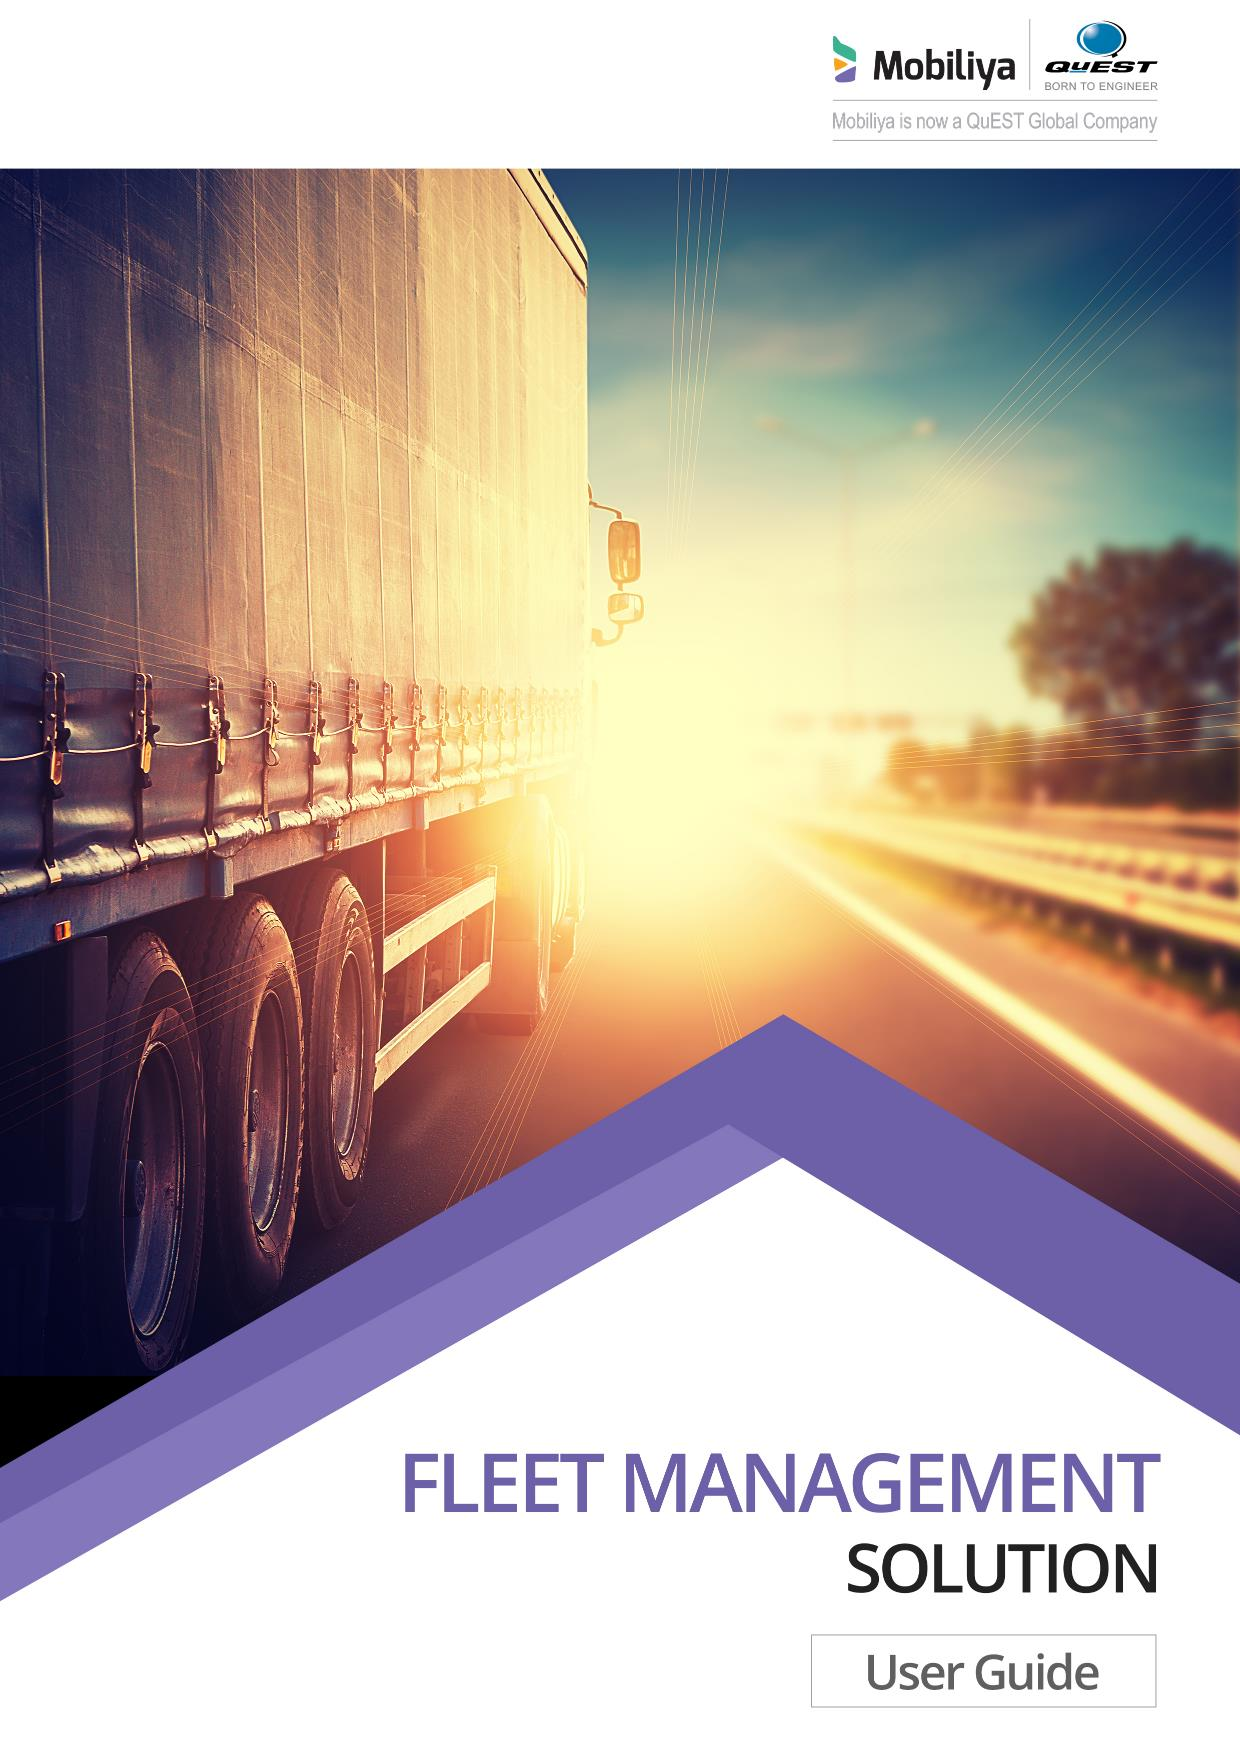 Mobiliya
QuEST
BORN TO ENGINEER
Mobiliya is now a QuEST Global Company
FLEET MANAGEMENT
SOLUTION
User Guide